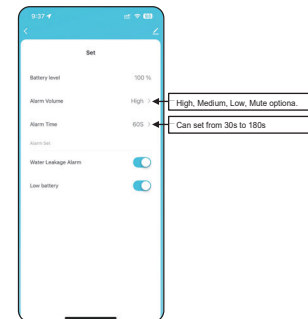 9:37
Set
Battery level 100 %
Alarm Volume High >
High, Medium, Low, Mute optiona.
Alarm Time 60S >
Can set from 30s to 180s
Alarm Set
Water Leakage Alarm
Low battery